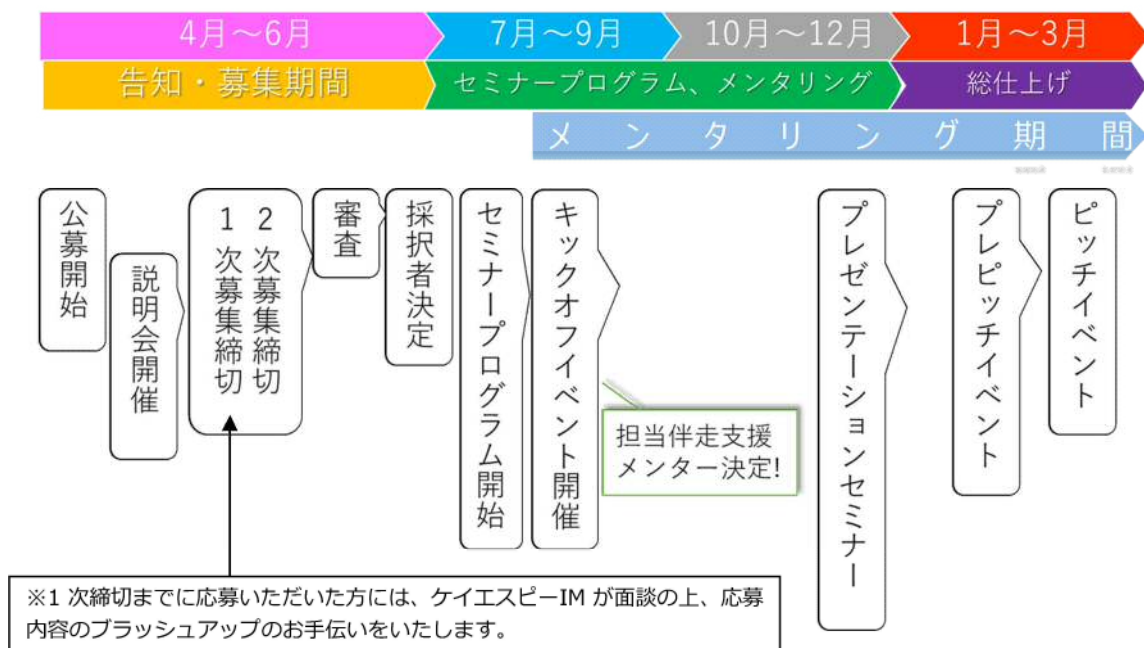 4月～6月
7月～9月
10月～12月
1月～3月
告知・募集期間
セミナープログラム、メンタリング
総仕上げ
メンタリング期間
公募開始
説明会開催
1次募集締切
2次募集締切
審査
採択者決定
セミナープログラム開始
キックオフイベント開催
担当伴走支援
メンター決定!
プレゼンテーションセミナー
プレピッチイベント
ピッチイベント
※1 次締切までに応募いただいた方には、ケイエスピーIM が面談の上、応募
内容のブラッシュアップのお手伝いをいたします。